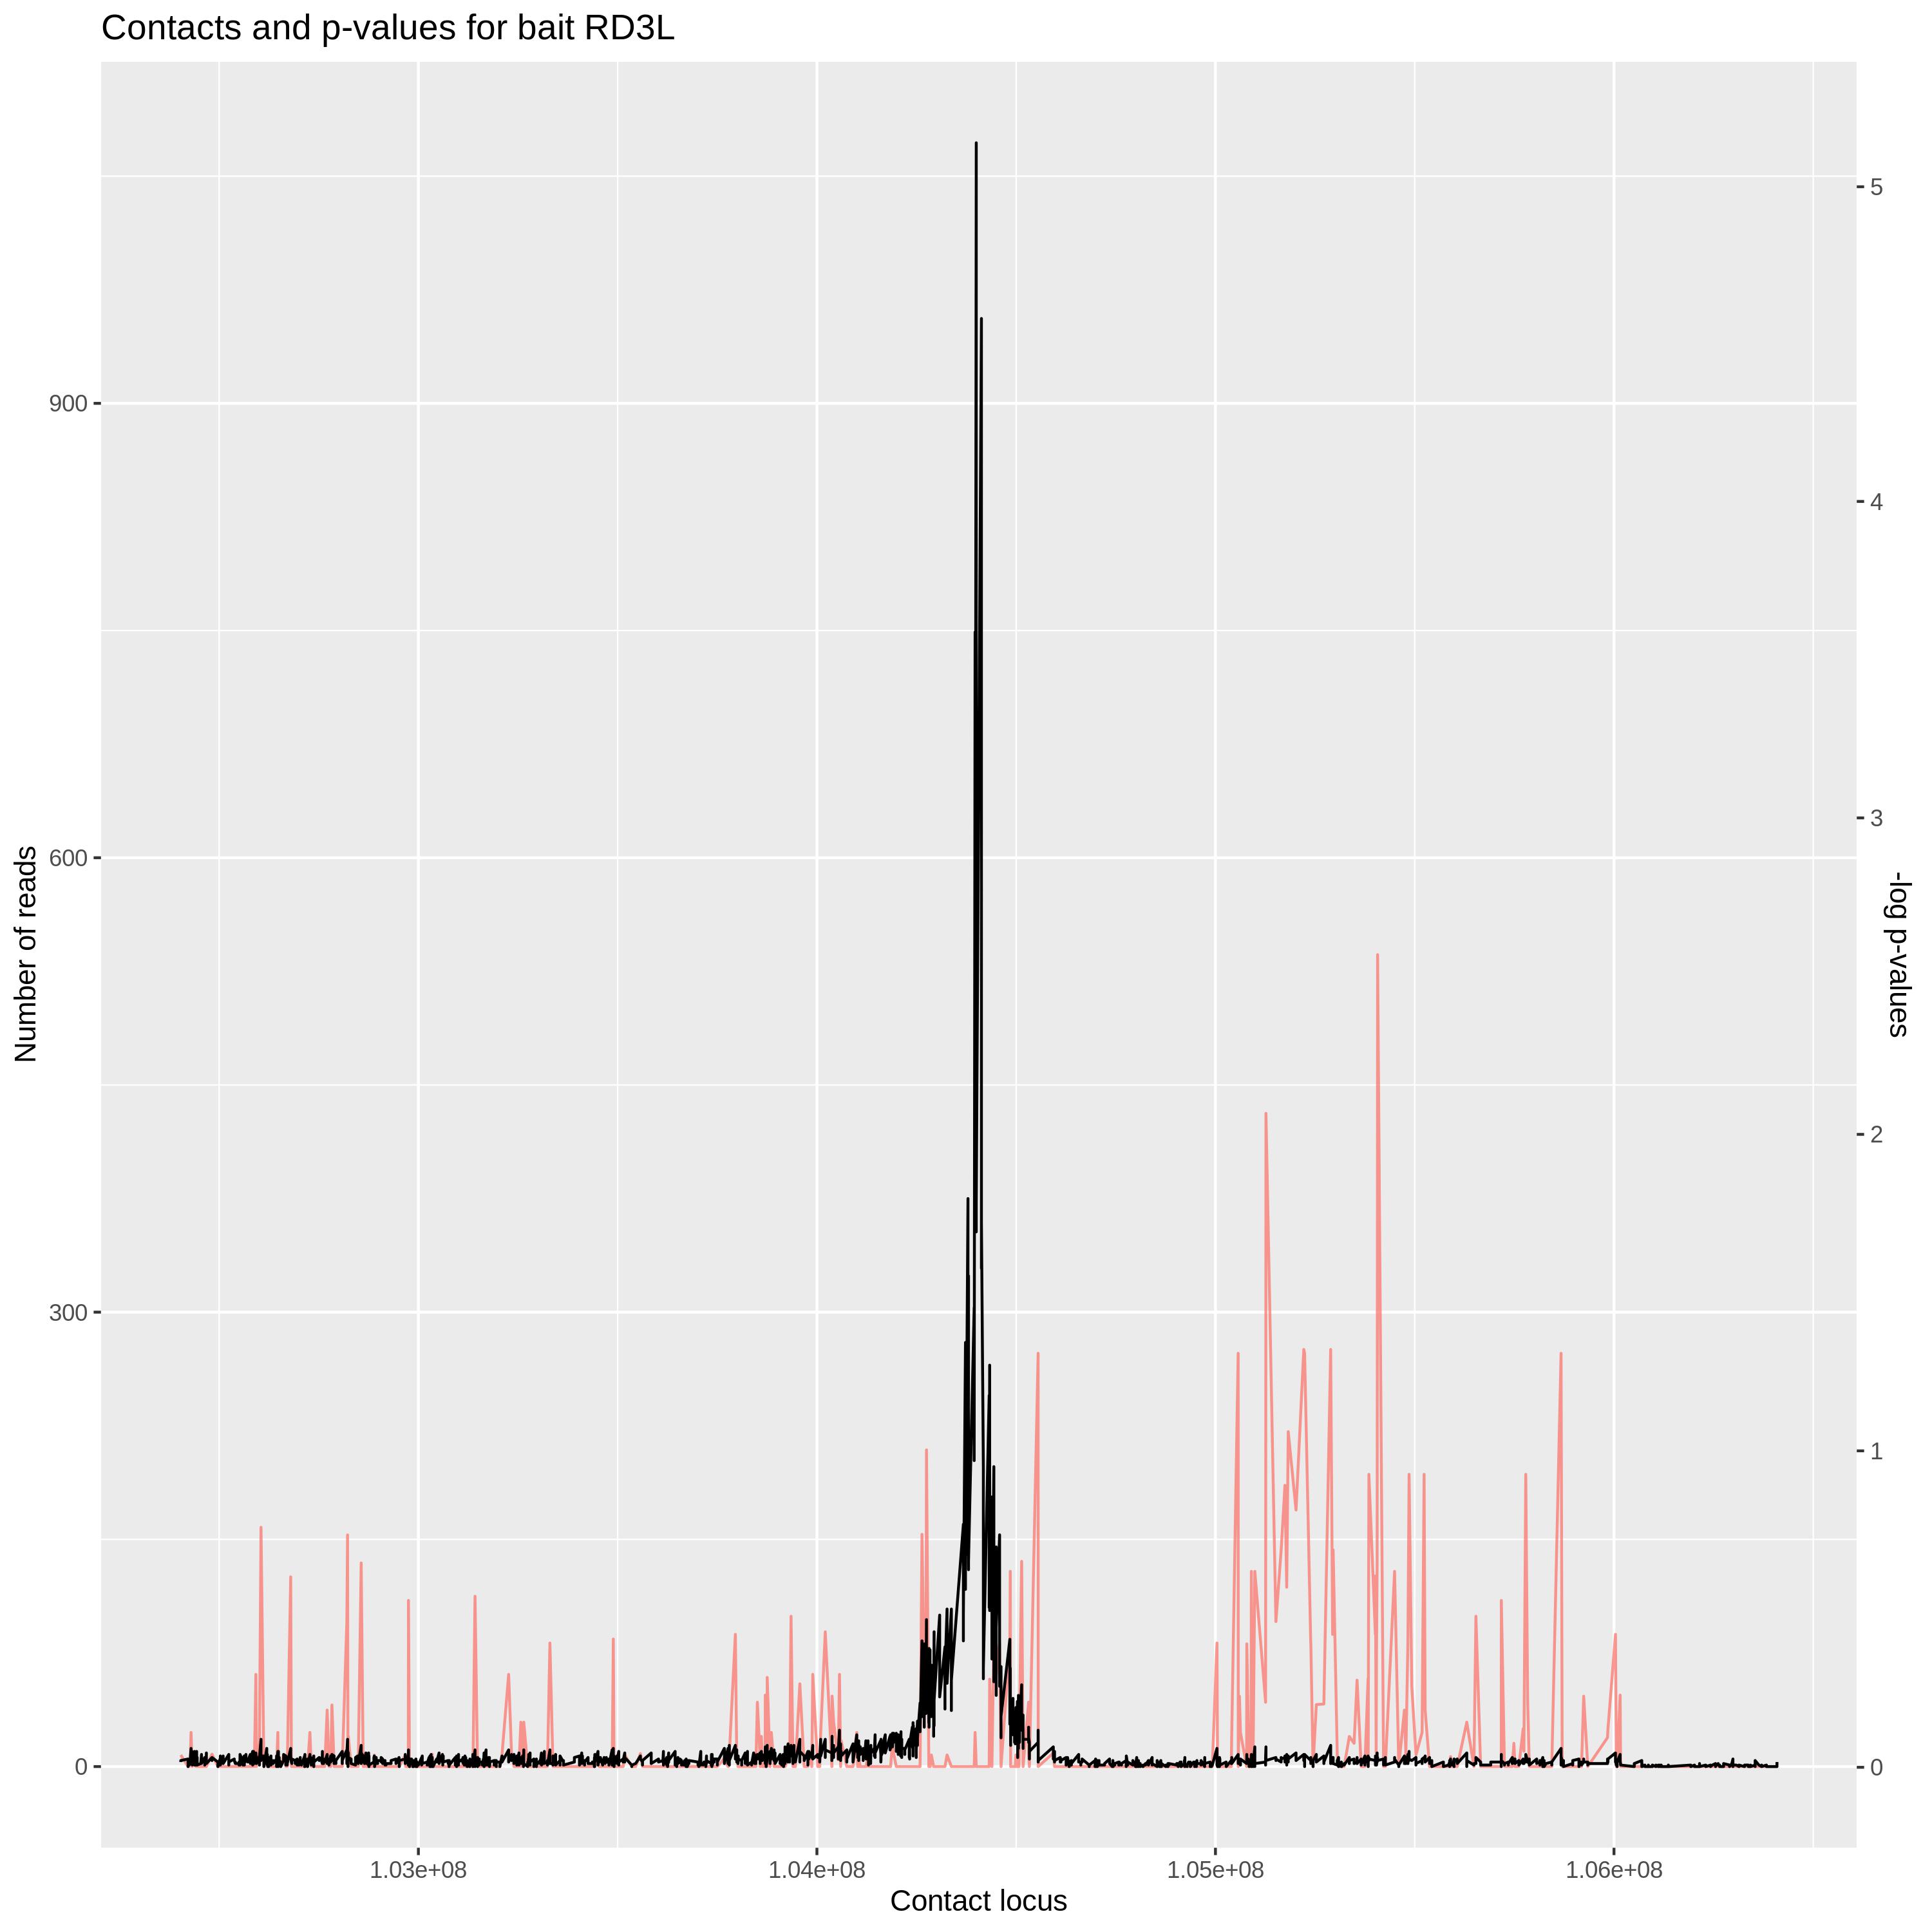 Contacts and p-values for bait RD3L
Number of reads
900
600
300
0
5
4
3
2
1
0
-log p-values
1.03e+08
1.04e+08
1.05e+08
1.06e+08
Contact locus